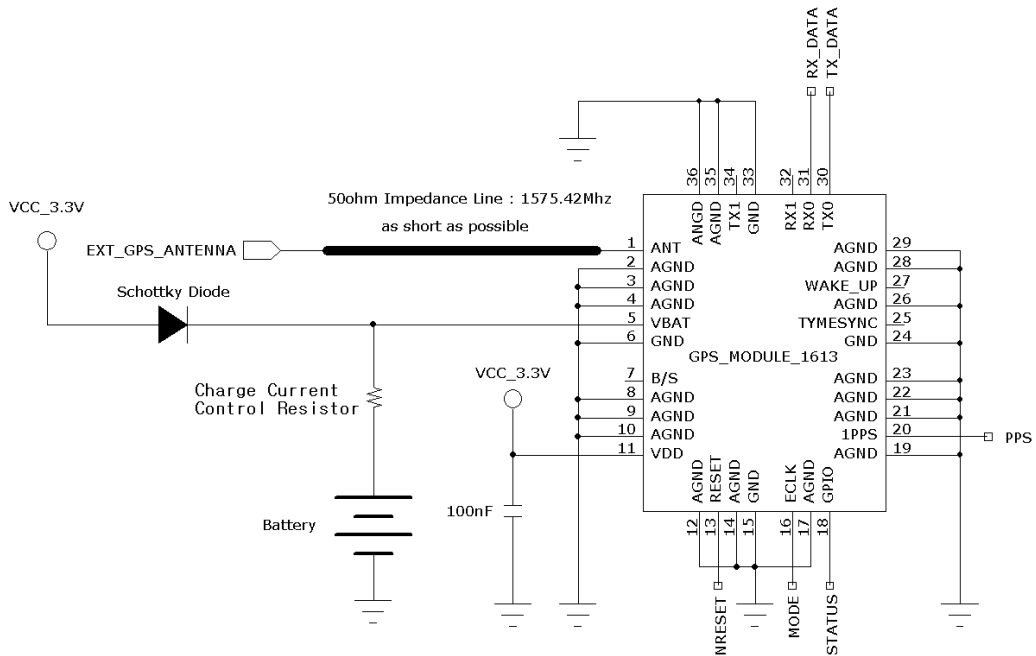 RX_DATA
TX_DATA
36
35
34
33
32
31
30
ANGD
AGND
TX1
GND
RX1
RX0
TX0
50ohm Impedance Line : 1575.42Mhz
as short as possible
VCC_3.3V
EXT_GPS_ANTENNA
Schottky Diode
1 ANT
2 AGND
3 AGND
4 AGND
5 VBAT
6 GND
7 B/S
8 AGND
9 AGND
10 AGND
11 VDD
AGND 29
AGND 28
WAKE_UP 27
AGND 26
TYMESYNC 25
GND 24
GPS_MODULE_1613
AGND 23
AGND 22
AGND 21
1PPS 20
AGND 19
PPS
Charge Current
Control Resistor
VCC_3.3V
Battery
100nF
AGND
RESET
AGND
GND
ECLK
AGND
GPIO
12
13
14
15
16
17
18
NRESET
MODE
STATUS